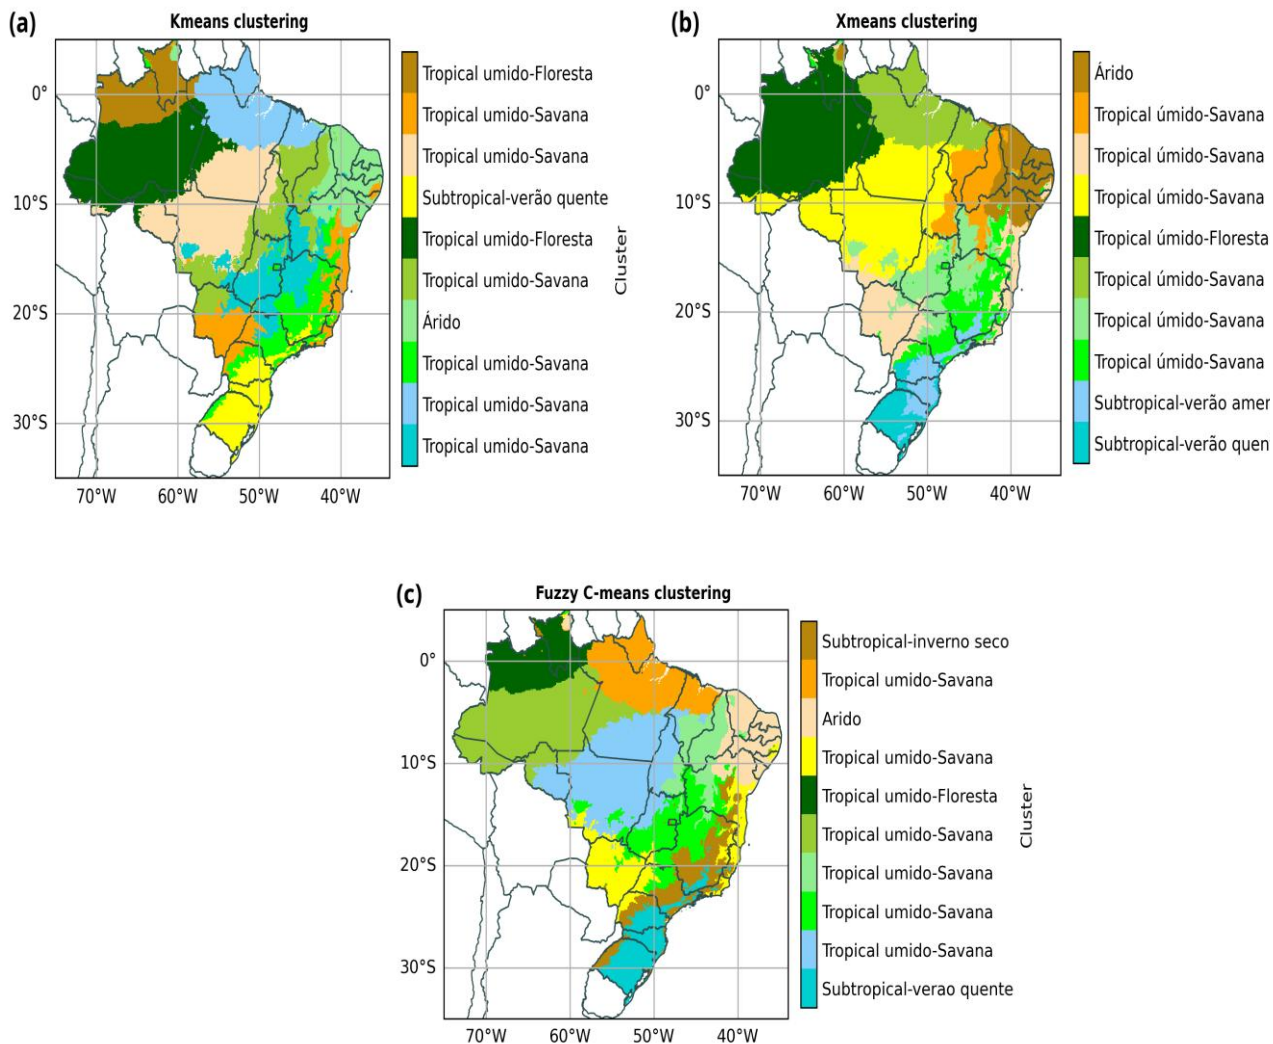 (a)
Kmeans clustering
0°
10°S
20°S
30°S
70°W 60°W 50°W 40°W
Tropical umido-Floresta
Tropical umido-Savana
Tropical umido-Savana
Subtropical-verão quente
Tropical umido-Floresta
Tropical umido-Savana
Árido
Tropical umido-Savana
Tropical umido-Savana
Tropical umido-Savana
Cluster
(b)
Xmeans clustering
0°
10°S
20°S
30°S
70°W 60°W 50°W 40°W
Árido
Tropical úmido-Savana
Tropical úmido-Savana
Tropical úmido-Savana
Tropical úmido-Floresta
Tropical úmido-Savana
Tropical úmido-Savana
Tropical úmido-Savana
Subtropical-verão amer
Subtropical-verão quen
(c)
Fuzzy C-means clustering
0°
10°S
20°S
30°S
70°W 60°W 50°W 40°W
Subtropical-inverno seco
Tropical umido-Savana
Arido
Tropical umido-Savana
Tropical umido-Floresta
Tropical umido-Savana
Tropical umido-Savana
Tropical umido-Savana
Tropical umido-Savana
Subtropical-verao quente
Cluster